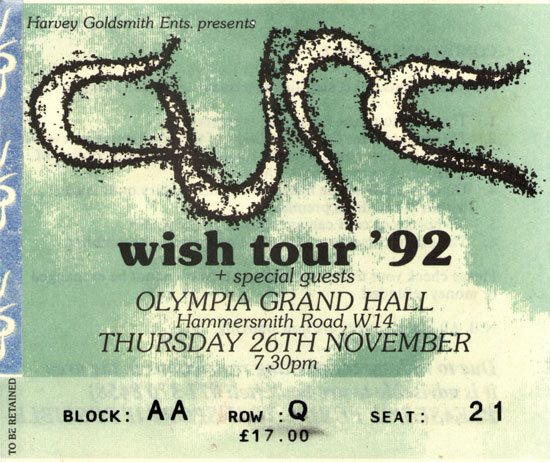 Harvey Goldsmith Ents. presents
CURE
wish tour '92
+ special guests
OLYMPIA GRAND HALL
Hammersmith Road, W14
THURSDAY 26TH NOVEMBER
7.30pm
BLOCK: AA ROW :Q SEAT: 21
£17.00
TO BE RETAINED